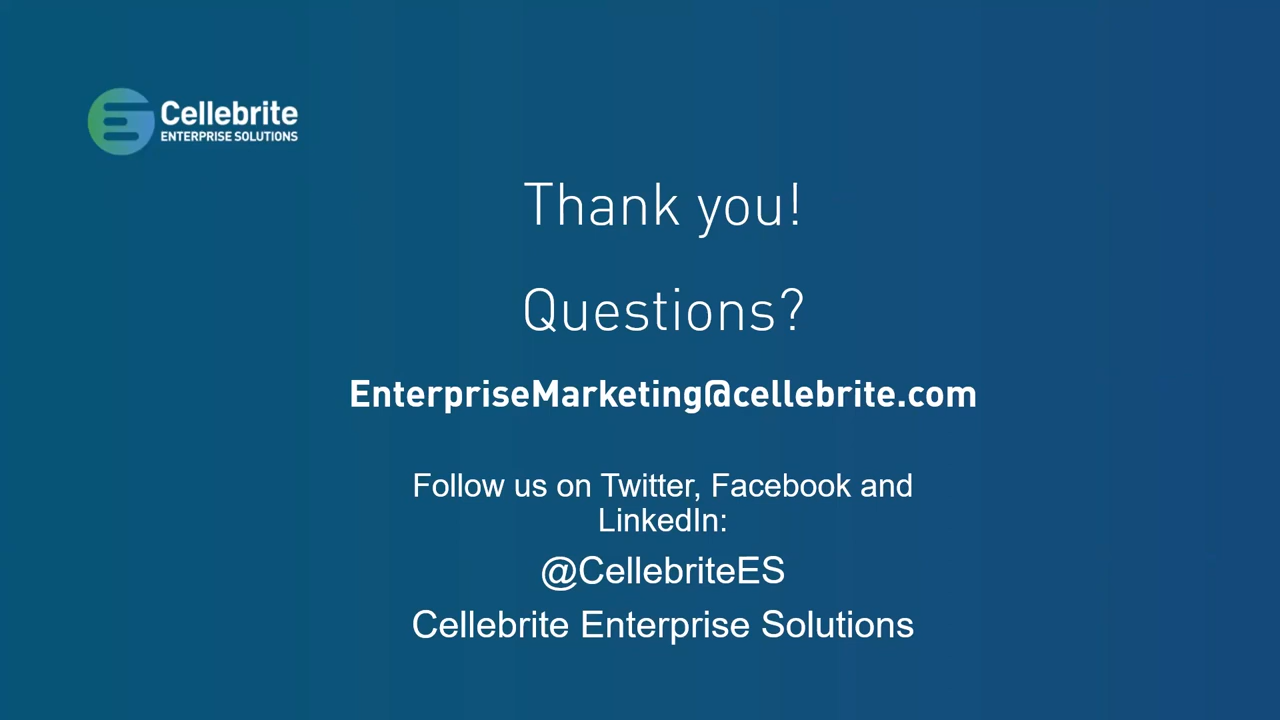 Cellebrite
ENTERPRISE SOLUTIONS
Thank you!
Questions?
EnterpriseMarketing@cellebrite.com
Follow us on Twitter, Facebook and
LinkedIn:
@CellebriteES
Cellebrite Enterprise Solutions